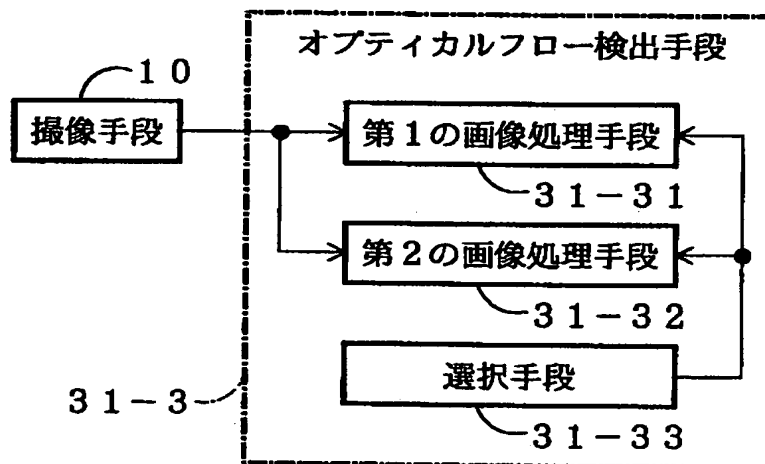 オプティカルフロー検出手段
１０
撮像手段
第１の画像処理手段
３１－３１
第２の画像処理手段
３１－３２
選択手段
３１－３
３１－３３